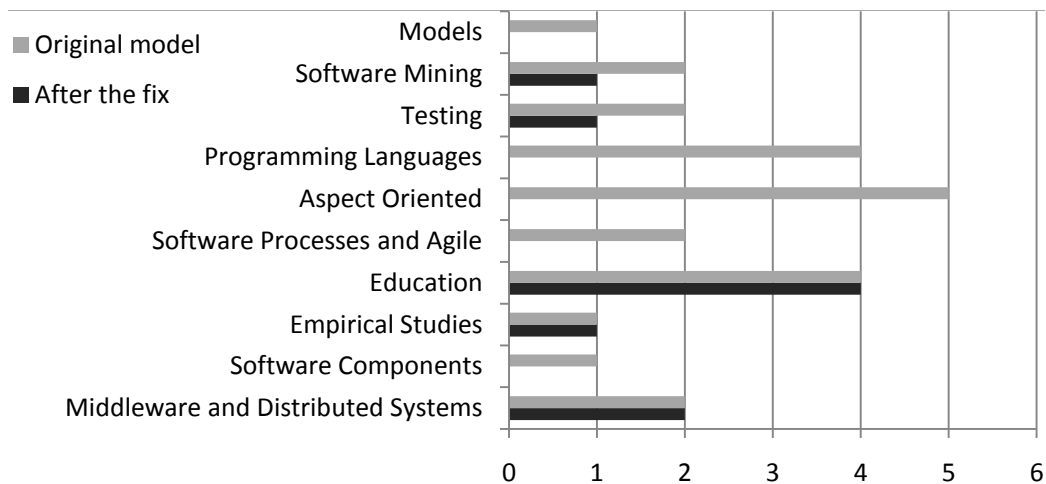 Original model
After the fix
Models
Software Mining
Testing
Programming Languages
Aspect Oriented
Software Processes and Agile
Education
Empirical Studies
Software Components
Middleware and Distributed Systems
0 1 2 3 4 5 6